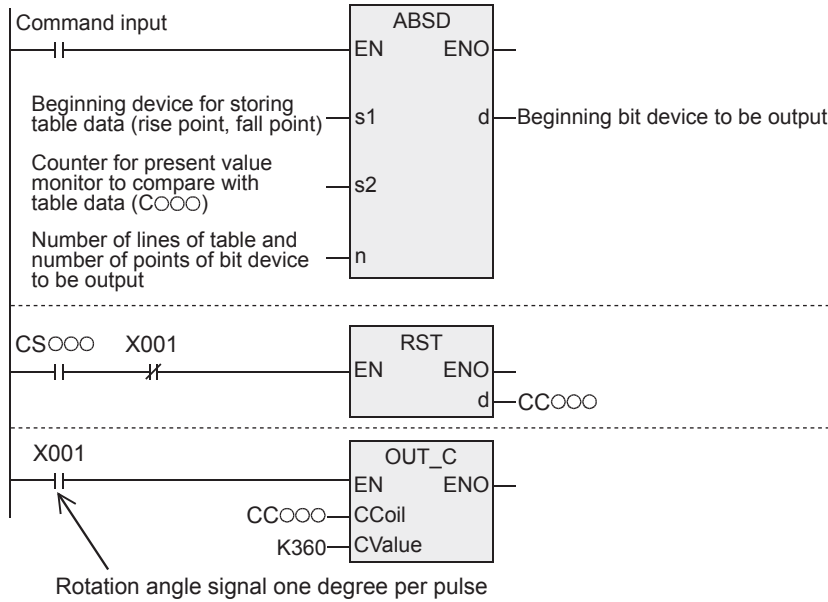 Command input
ABSD
EN ENO
Beginning device for storing
table data (rise point, fall point)
s1
d
Beginning bit device to be output
Counter for present value
monitor to compare with
table data (C○○○)
s2
Number of lines of table and
number of points of bit device
to be output
n
CS○○○ X001
RST
EN ENO
d
CC○○○
X001
OUT_C
EN ENO
CC○○○ CCoil
K360 CValue
Rotation angle signal one degree per pulse